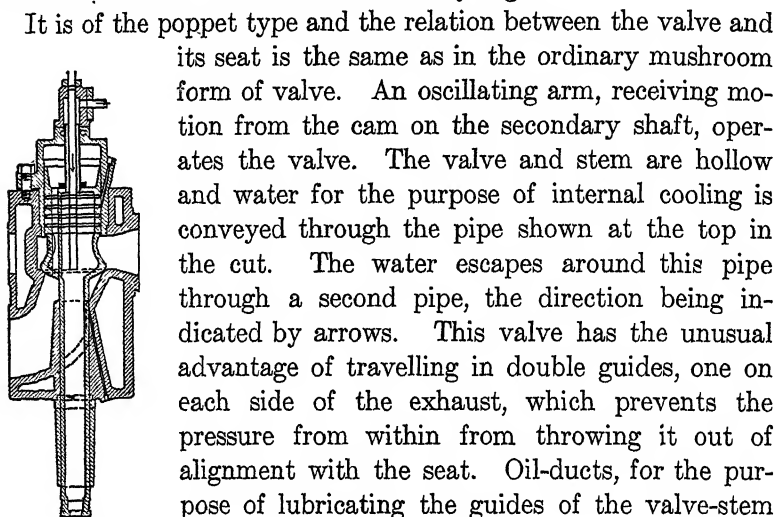 It is of the poppet type and the relation between the valve and
its seat is the same as in the ordinary mushroom
form of valve. An oscillating arm, receiving mo-
tion from the cam on the secondary shaft, oper-
ates the valve. The valve and stem are hollow
and water for the purpose of internal cooling is
conveyed through the pipe shown at the top in
the cut. The water escapes around this pipe
through a second pipe, the direction being in-
dicated by arrows. This valve has the unusual
advantage of travelling in double guides, one on
each side of the exhaust, which prevents the
pressure from within from throwing it out of
alignment with the seat. Oil-ducts, for the pur-
pose of lubricating the guides of the valve-stem